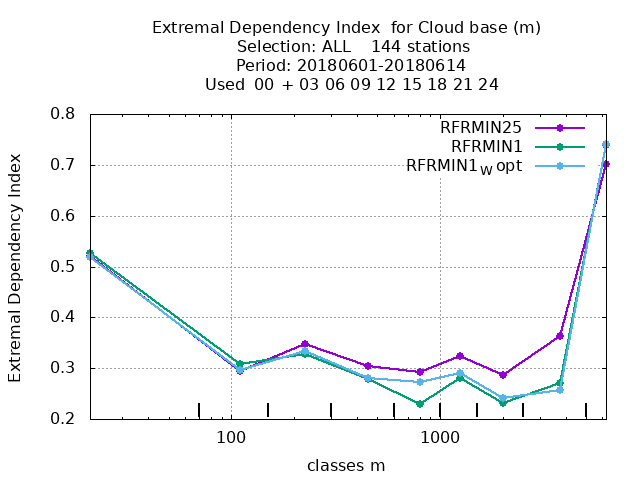 Extremal Dependency Index  for Cloud base (m)
Selection: ALL    144 stations
Period: 20180601-20180614
Used  00 + 03 06 09 12 15 18 21 24
RFRMIN25
RFRMIN1
RFRMIN1W opt
0.8
0.7
0.6
0.5
0.4
0.3
0.2
Extremal Dependency Index
100
1000
classes m